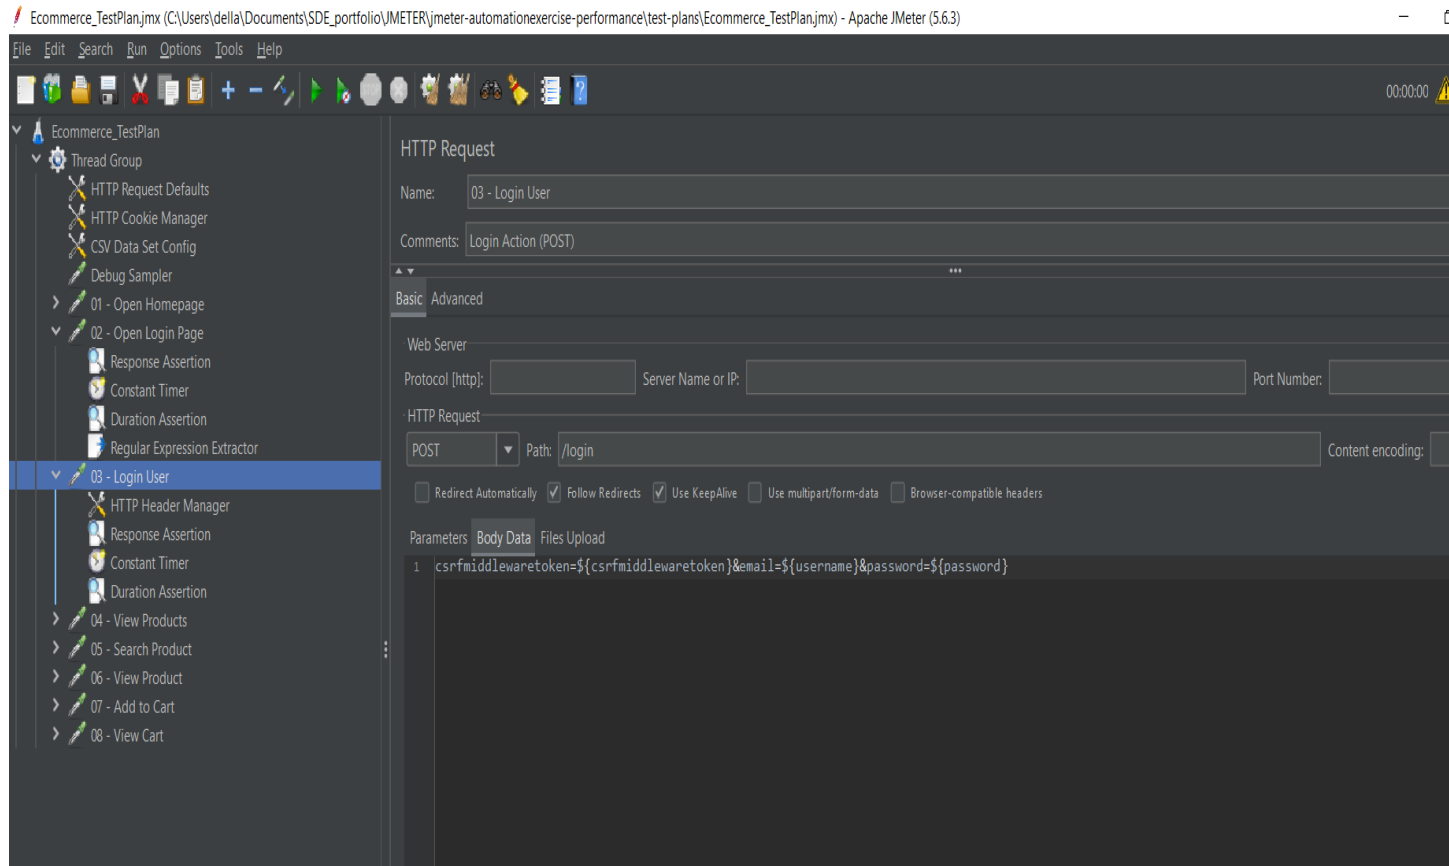 Ecommerce_TestPlan.jmx (C:\Users\della\Documents\SDE_portfolio\JMETER\jmeter-automationexercise-performance\test-plans\Ecommerce_TestPlan.jmx) - Apache JMeter (5.6.3)
File Edit Search Run Options Tools Help
STOP
00:00:00
Ecommerce_TestPlan
Thread Group
HTTP Request Defaults
HTTP Cookie Manager
CSV Data Set Config
Debug Sampler
01 - Open Homepage
02 - Open Login Page
Response Assertion
Constant Timer
Duration Assertion
Regular Expression Extractor
03 - Login User
HTTP Header Manager
Response Assertion
Constant Timer
Duration Assertion
04 - View Products
05 - Search Product
06 - View Product
07 - Add to Cart
08 - View Cart
HTTP Request
Name: 03 - Login User
Comments: Login Action (POST)
Basic Advanced
Web Server
Protocol [http]: Server Name or IP: Port Number:
HTTP Request
POST Path: /login Content encoding:
Redirect Automatically Follow Redirects Use KeepAlive Use multipart/form-data Browser-compatible headers
Parameters Body Data Files Upload
1 csrfmiddlewaretoken=${csrfmiddlewaretoken}&email=${username}&password=${password}